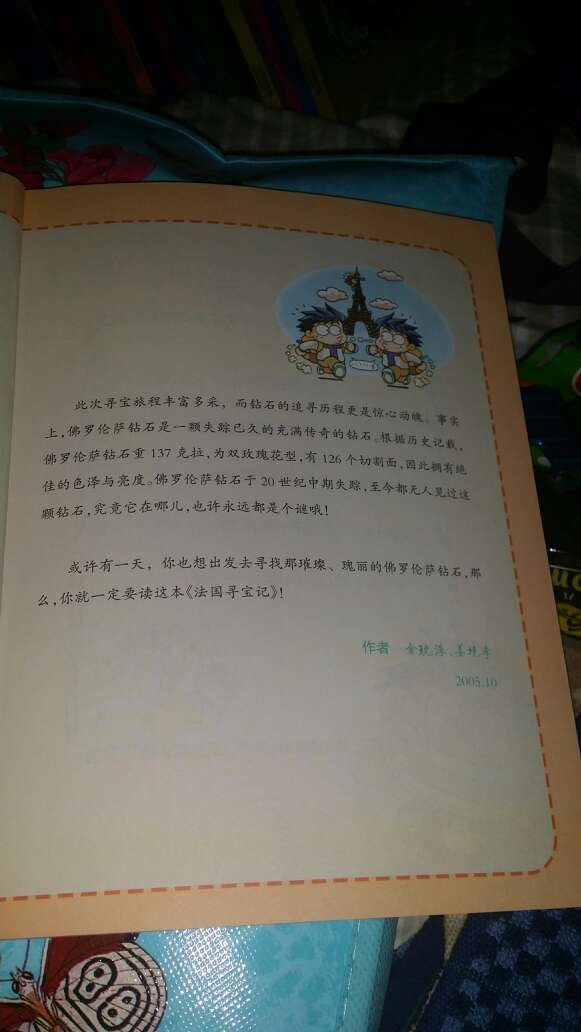 此次寻宝旅程丰富多采，而钻石的追寻历程更是惊心动魄。事实
上,佛罗伦萨钻石是一颗失踪已久的充满传奇的钻石。根据历史记载,
佛罗伦萨钻石重 137 克拉,为双玫瑰花型,有 126 个切割面,因此拥有绝
佳的色泽与亮度。佛罗伦萨钻石于 20 世纪中期失踪,至今都无人见过这
颗钻石,究竟它在哪儿,也许永远都是个谜哦!
或许有一天，你也想出发去寻找那璀璨、瑰丽的佛罗伦萨钻石,那
么,你就一定要读这本《法国寻宝记》!
作者 姜境孝
2005.10